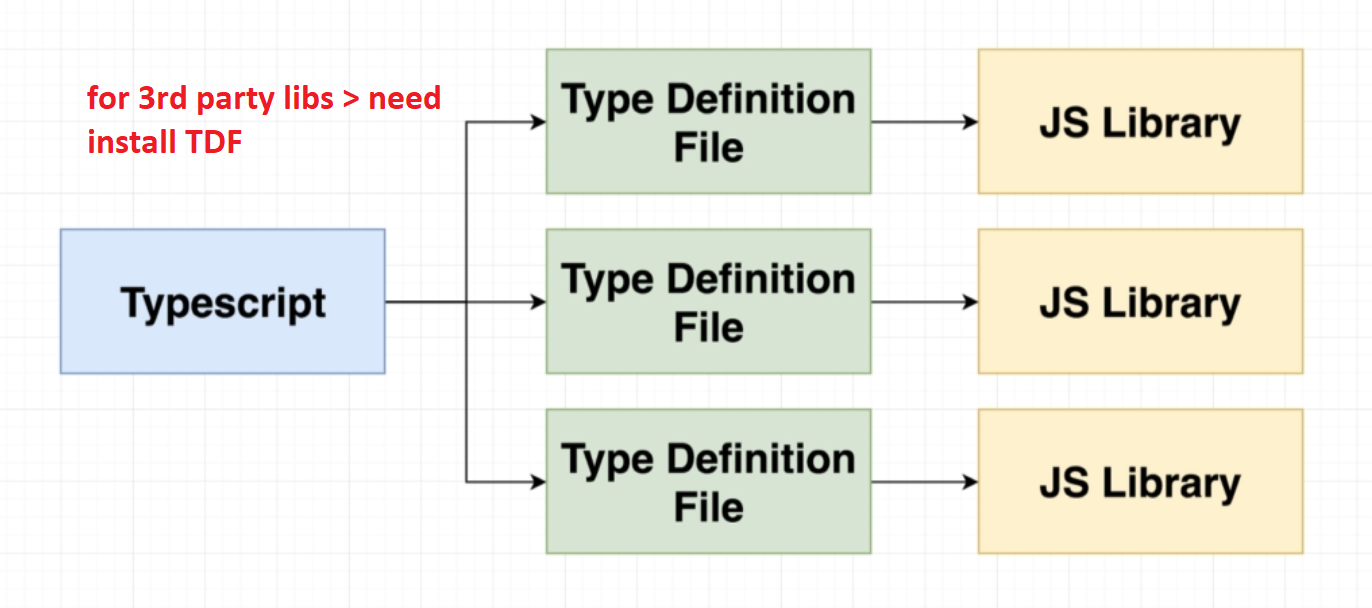 for 3rd party libs > need
install TDF
Typescript
Type Definition
File
JS Library
Type Definition
File
JS Library
Type Definition
File
JS Library